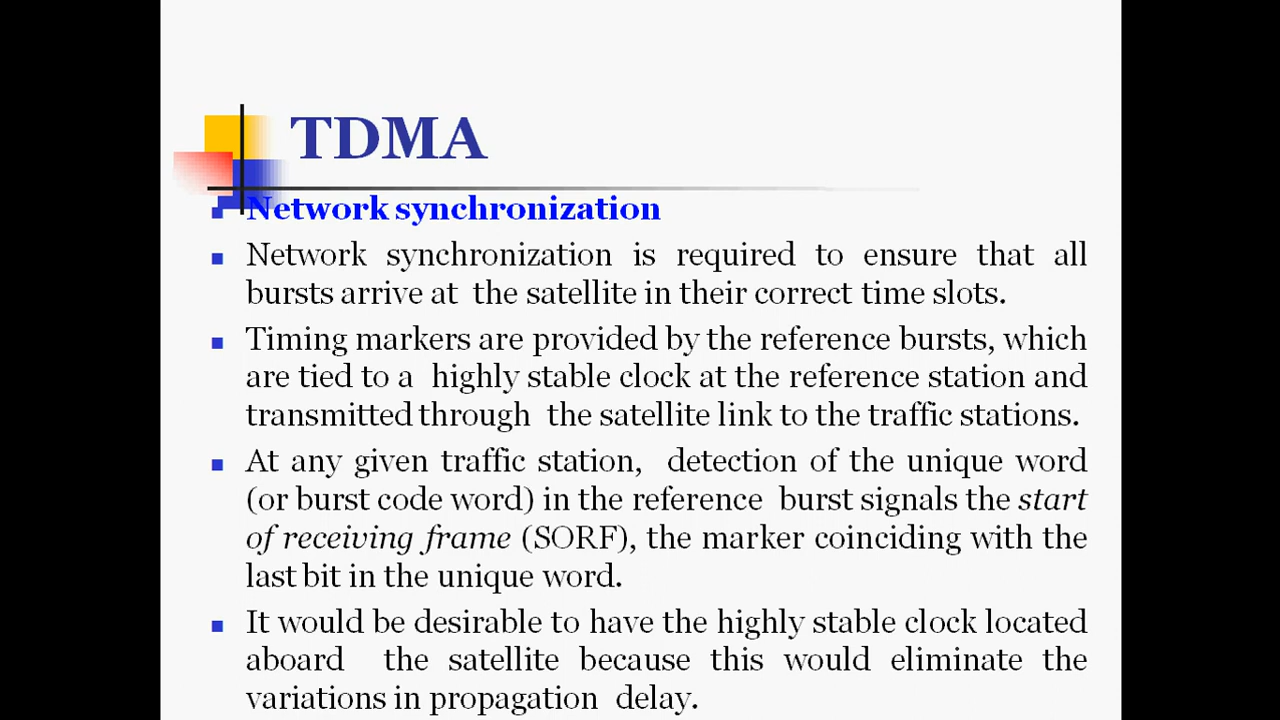 TDMA
Network synchronization
Network synchronization is required to ensure that all
bursts arrive at the satellite in their correct time slots.
Timing markers are provided by the reference bursts, which
are tied to a highly stable clock at the reference station and
transmitted through the satellite link to the traffic stations.
At any given traffic station, detection of the unique word
(or burst code word) in the reference burst signals the start
of receiving frame (SORF), the marker coinciding with the
last bit in the unique word.
It would be desirable to have the highly stable clock located
aboard the satellite because this would eliminate the
variations in propagation delay.